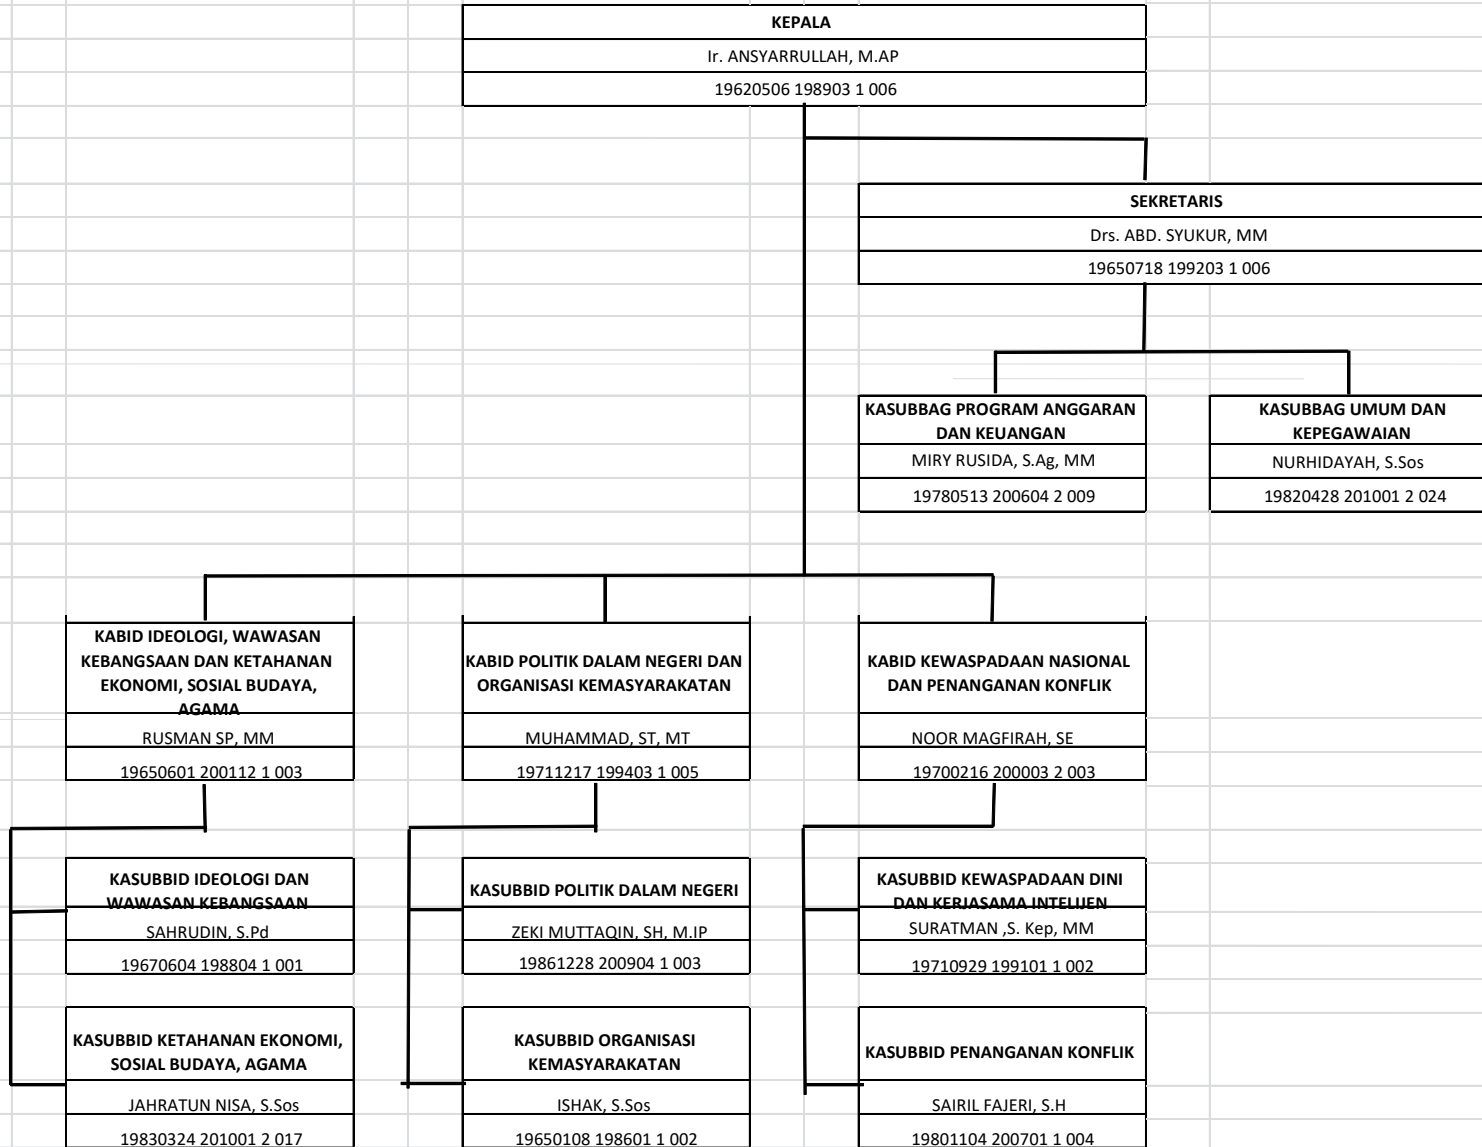 KEPALA
Ir. ANSYARRULLAH, M.AP
19620506 198903 1 006
SEKRETARIS
Drs. ABD. SYUKUR, MM
19650718 199203 1 006
KASUBBAG PROGRAM ANGGARAN
DAN KEUANGAN
MIRY RUSIDA, S.Ag, MM
19780513 200604 2 009
KASUBBAG UMUM DAN
KEPEGAWAIAN
NURHIDAYAH, S.Sos
19820428 201001 2 024
KABID IDEOLOGI, WAWASAN
KEBANGSAAN DAN KETAHANAN
EKONOMI, SOSIAL BUDAYA,
AGAMA
RUSMAN SP, MM
19650601 200112 1 003
KABID POLITIK DALAM NEGERI DAN
ORGANISASI KEMASYARAKATAN
MUHAMMAD, ST, MT
19711217 199403 1 005
KABID KEWASPADAAN NASIONAL
DAN PENANGANAN KONFLIK
NOOR MAGFIRAH, SE
19700216 200003 2 003
KASUBBID IDEOLOGI DAN
WAWASAN KEBANGSAAN
SAHRUDIN, S.Pd
19670604 198804 1 001
KASUBBID POLITIK DALAM NEGERI
ZEKI MUTTAQIN, SH, M.IP
19861228 200904 1 003
KASUBBID KEWASPADAAN DINI
DAN KERJASAMA INTELIJEN
SURATMAN ,S. Kep, MM
19710929 199101 1 002
KASUBBID KETAHANAN EKONOMI,
SOSIAL BUDAYA, AGAMA
JAHRATUN NISA, S.Sos
19830324 201001 2 017
KASUBBID ORGANISASI
KEMASYARAKATAN
ISHAK, S.Sos
19650108 198601 1 002
KASUBBID PENANGANAN KONFLIK
SAIRIL FAJERI, S.H
19801104 200701 1 004